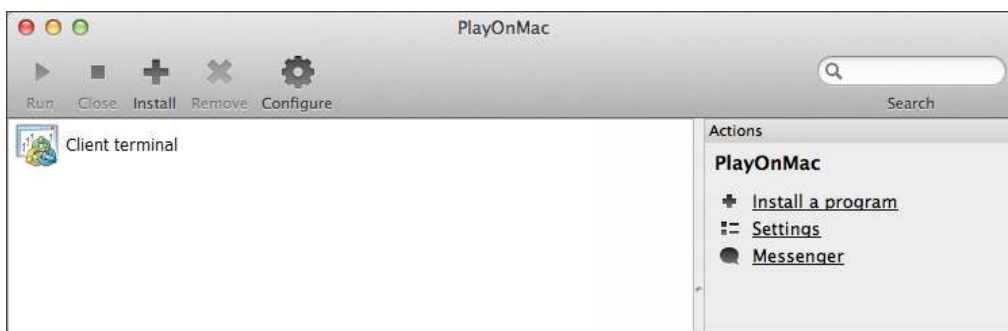 PlayOnMac
Run Close Install Remove Configure
Search
Client terminal
Actions
PlayOnMac
Install a program
Settings
Messenger